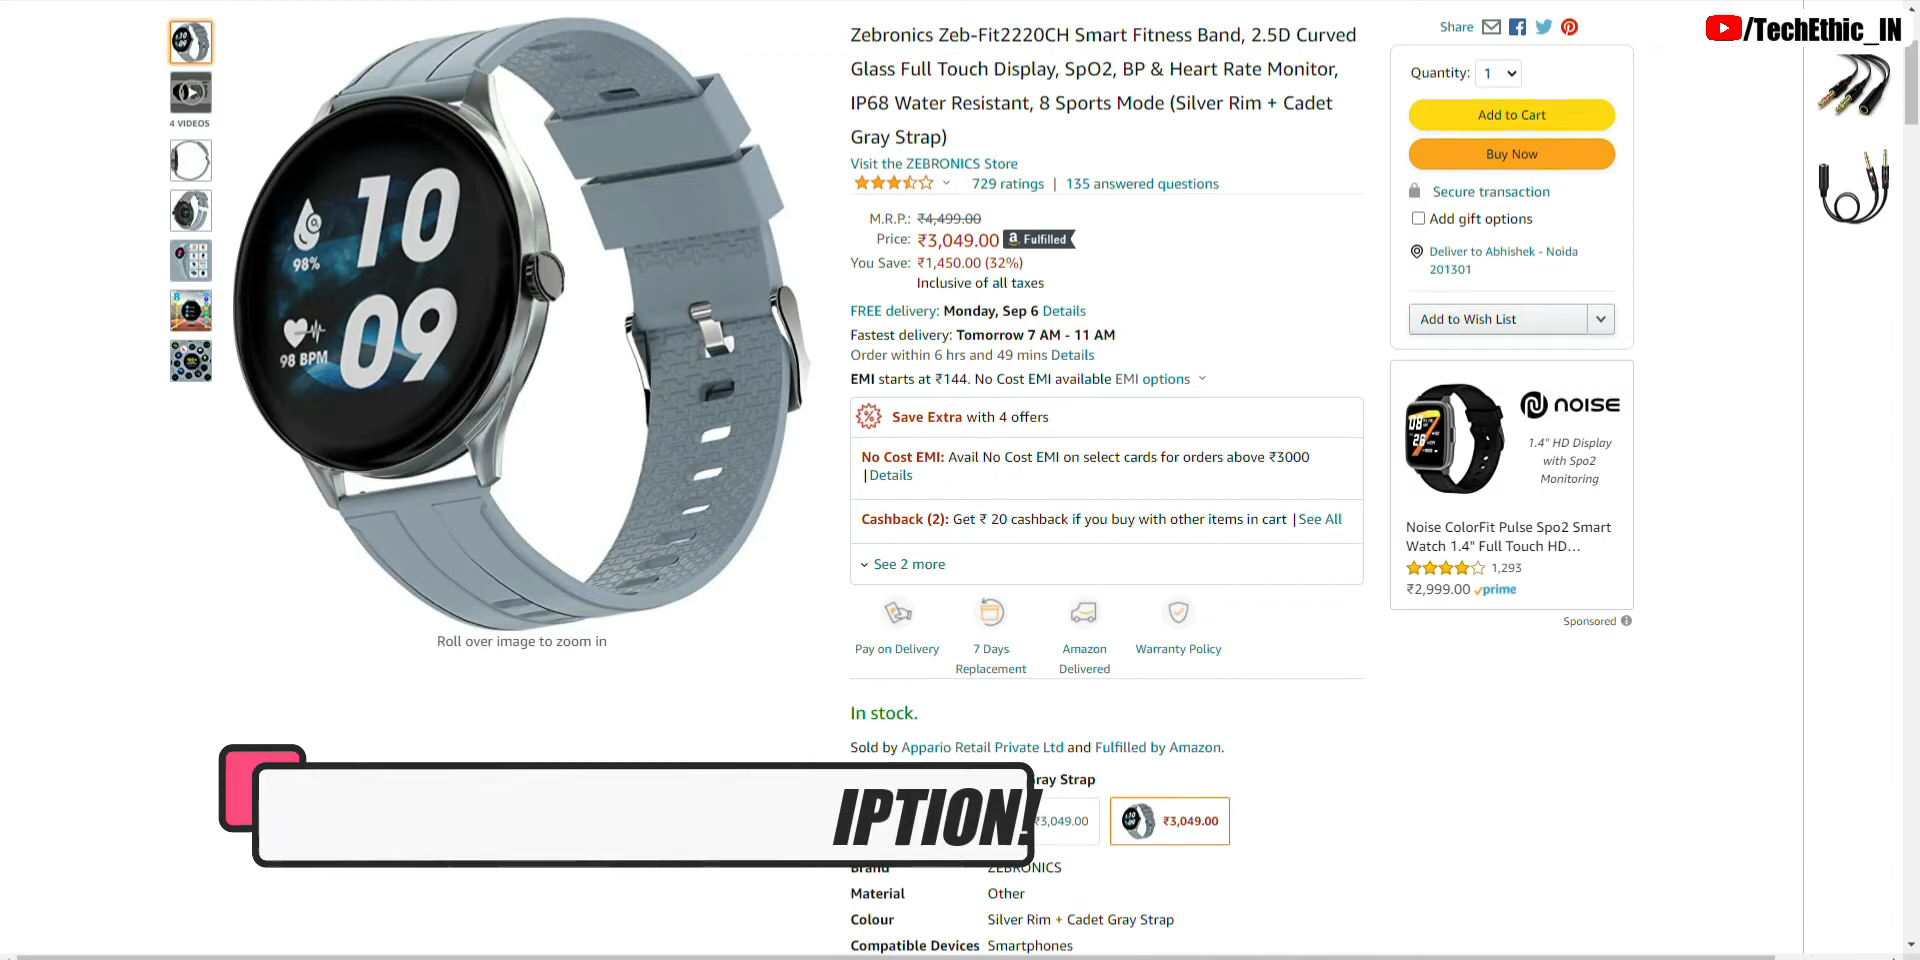 /TechEthic_IN
4 VIDEOS
10
98%
98 BPM
09
Roll over image to zoom in
Zebronics Zeb-Fit2220CH Smart Fitness Band, 2.5D Curved
Glass Full Touch Display, SpO2, BP & Heart Rate Monitor,
IP68 Water Resistant, 8 Sports Mode (Silver Rim + Cadet
Gray Strap)
Visit the ZEBRONICS Store
729 ratings | 135 answered questions
M.R.P.: ₹4,499.00
Price: ₹3,049.00 a Fulfilled
You Save: ₹1,450.00 (32%)
Inclusive of all taxes
FREE delivery: Monday, Sep 6 Details
Fastest delivery: Tomorrow 7 AM - 11 AM
Order within 6 hrs and 49 mins Details
EMI starts at ₹144. No Cost EMI available EMI options
Save Extra with 4 offers
No Cost EMI: Avail No Cost EMI on select cards for orders above ₹3000
|Details
Cashback (2): Get ₹ 20 cashback if you buy with other items in cart |See All
See 2 more
Pay on Delivery
7 Days
Replacement
Amazon
Delivered
Warranty Policy
In stock.
Sold by Appario Retail Private Ltd and Fulfilled by Amazon.
ray Strap
₹3,049.00
₹3,049.00
IPTION!
Brand ZEBRONICS
Material Other
Colour Silver Rim + Cadet Gray Strap
Compatible Devices Smartphones
Share
Quantity: 1
Add to Cart
Buy Now
Secure transaction
Add gift options
Deliver to Abhishek - Noida
201301
Add to Wish List
noise
1.4" HD Display
with Spo2
Monitoring
Noise ColorFit Pulse Spo2 Smart
Watch 1.4" Full Touch HD...
1,293
₹2,999.00 prime
Sponsored